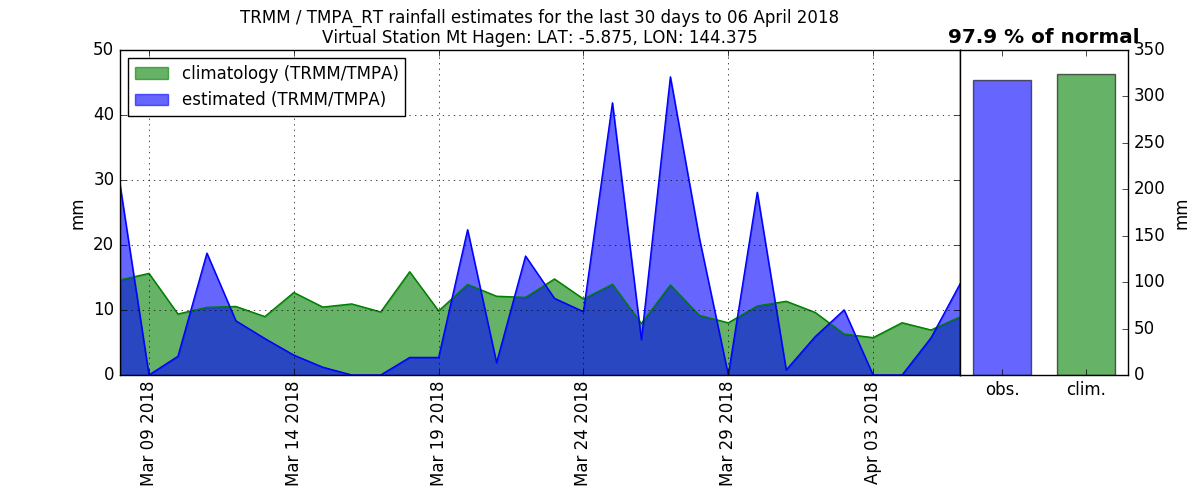 TRMM / TMPA_RT rainfall estimates for the last 30 days to 06 April 2018
Virtual Station Mt Hagen: LAT: -5.875, LON: 144.375
97.9 % of normal
climatology (TRMM/TMPA)
estimated (TRMM/TMPA)
50
40
30
20
10
0
mm
Mar 09 2018
Mar 14 2018
Mar 19 2018
Mar 24 2018
Mar 29 2018
Apr 03 2018
obs.
clim.
350
300
250
200
150
100
50
0
mm